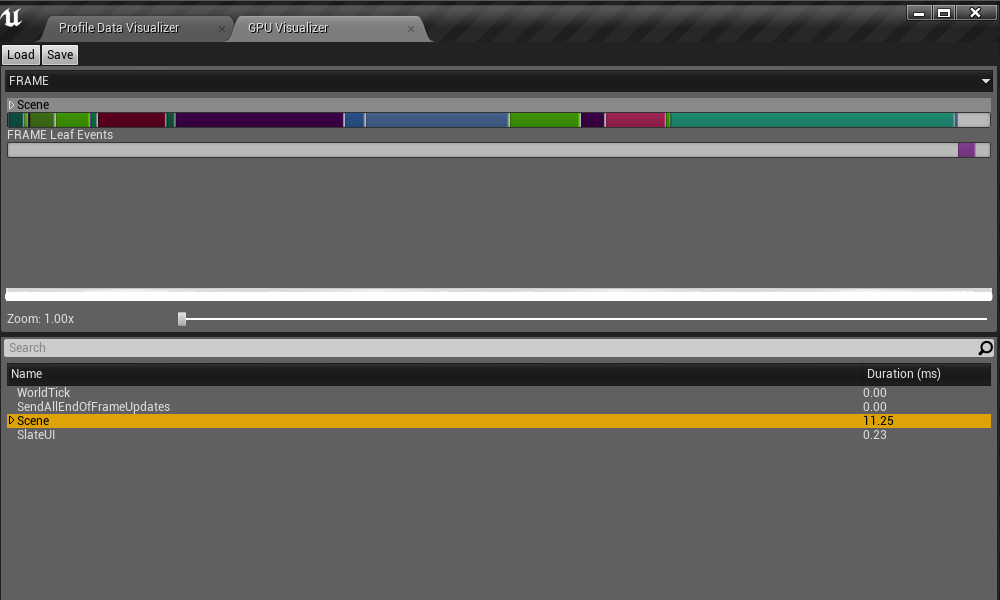 Profile Data Visualizer
GPU Visualizer
Load Save
FRAME
Scene
FRAME Leaf Events
Zoom: 1.00x
Search
Name Duration (ms)
WorldTick 0.00
SendAllEndOfFrameUpdates 0.00
Scene 11.25
SlateUI 0.23